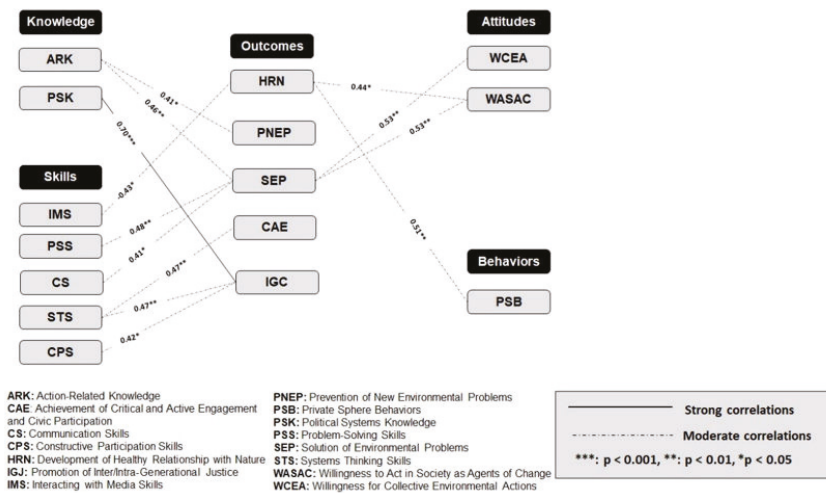 Knowledge
Attitudes
Outcomes
ARK
WCEA
HRN
PSK
WASAC
PNEP
Skills
SEP
IMS
PSS
CAE
Behaviors
CS
IGC
PSB
STS
CPS
0.41*
0.46**
0.70***
-0.43*
0.48**
0.41*
0.47**
0.47**
0.42*
0.44*
0.53**
0.53**
0.51**
ARK: Action-Related Knowledge
CAE: Achievement of Critical and Active Engagement
and Civic Participation
CS: Communication Skills
CPS: Constructive Participation Skills
HRN: Development of Healthy Relationship with Nature
IGJ: Promotion of Inter/Intra-Generational Justice
IMS: Interacting with Media Skills
PNEP: Prevention of New Environmental Problems
PSB: Private Sphere Behaviors
PSK: Political Systems Knowledge
PSS: Problem-Solving Skills
SEP: Solution of Environmental Problems
STS: Systems Thinking Skills
WASAC: Willingness to Act in Society as Agents of Change
WCEA: Willingness for Collective Environmental Actions
Strong correlations
Moderate correlations
***: p < 0.001, **: p < 0.01, *p < 0.05